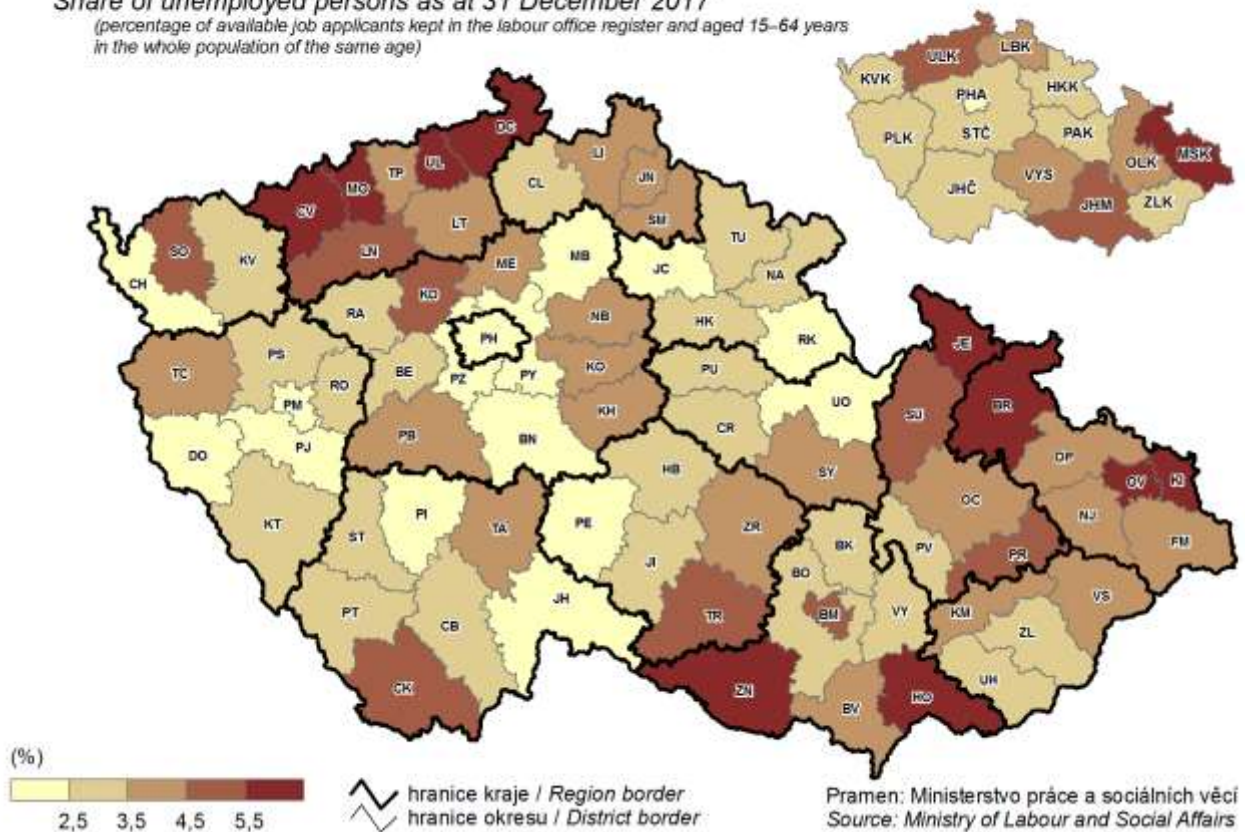 Share of unemployed persons as at 31 December 2017
(percentage of available job applicants kept in the labour office register and aged 15–64 years
in the whole population of the same age)
ULK
LBK
KVK
PHA
HKK
PLK
STČ
PAK
OLK
MSK
VYS
JHČ
JHM
ZLK
DC
UL
TP
MO
CV
LT
LN
CL
LI
JN
SM
SO
KV
CH
TU
NA
MB
JC
ME
KD
RA
HK
RK
NB
PH
TC
PS
RO
BE
PZ
PY
KO
PU
PM
KH
UO
JE
SU
BR
DO
PJ
PB
BN
CR
SY
HB
OP
OV
KI
KT
ST
PI
TA
PE
ZR
OC
NJ
FM
JI
BK
PV
PR
BO
PT
CB
JH
TR
BM
VY
KM
VS
ZL
UH
CK
ZN
BV
HO
(%)
2,5 3,5 4,5 5,5
hranice kraje / Region border
hranice okresu / District border
Pramen: Ministerstvo práce a sociálních věcí
Source: Ministry of Labour and Social Affairs